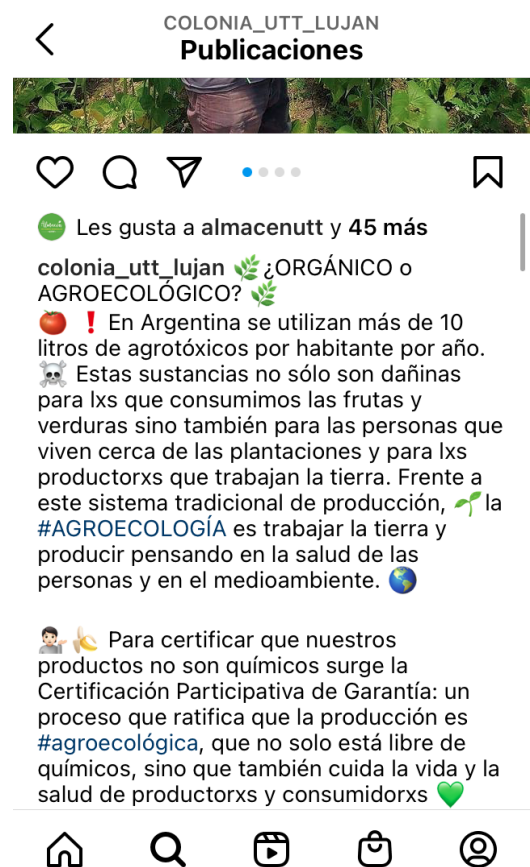 COLONIA_UTT_LUJAN
Publicaciones
Les gusta a almacenutt y 45 más
colonia_utt_lujan 🌿¿ORGÁNICO o
AGROECOLÓGICO? 🌿
🍅 ❗ En Argentina se utilizan más de 10
litros de agrotóxicos por habitante por año.
☠️ Estas sustancias no sólo son dañinas
para lxs que consumimos las frutas y
verduras sino también para las personas que
viven cerca de las plantaciones y para lxs
productorxs que trabajan la tierra. Frente a
este sistema tradicional de producción, 🌱la
#AGROECOLOGÍA es trabajar la tierra y
producir pensando en la salud de las
personas y en el medioambiente. 🌎
💁🏻🍌 Para certificar que nuestros
productos no son químicos surge la
Certificación Participativa de Garantía: un
proceso que ratifica que la producción es
#agroecológica, que no solo está libre de
químicos, sino que también cuida la vida y la
salud de productorxs y consumidorxs 💚